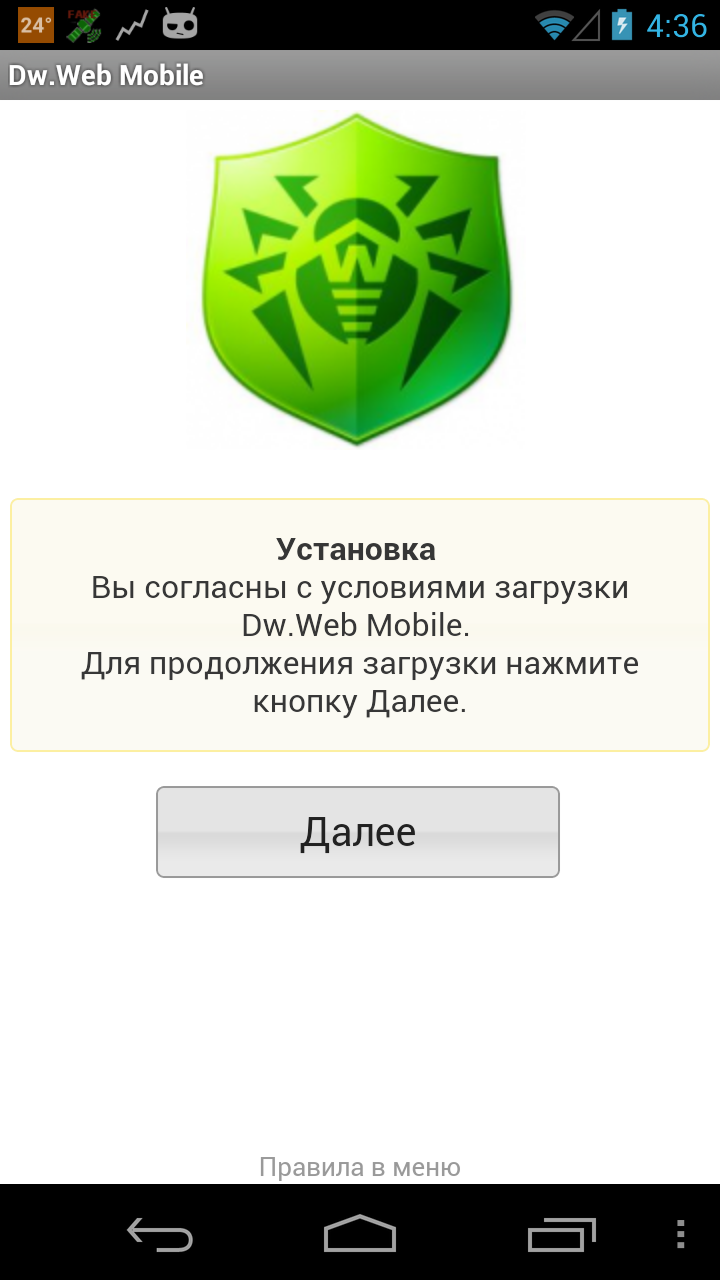 24°
FAKE
4:36
Dw.Web Mobile
W
Установка
Вы согласны с условиями загрузки
Dw.Web Mobile.
Для продолжения загрузки нажмите
кнопку Далее.
Далее
Правила в меню